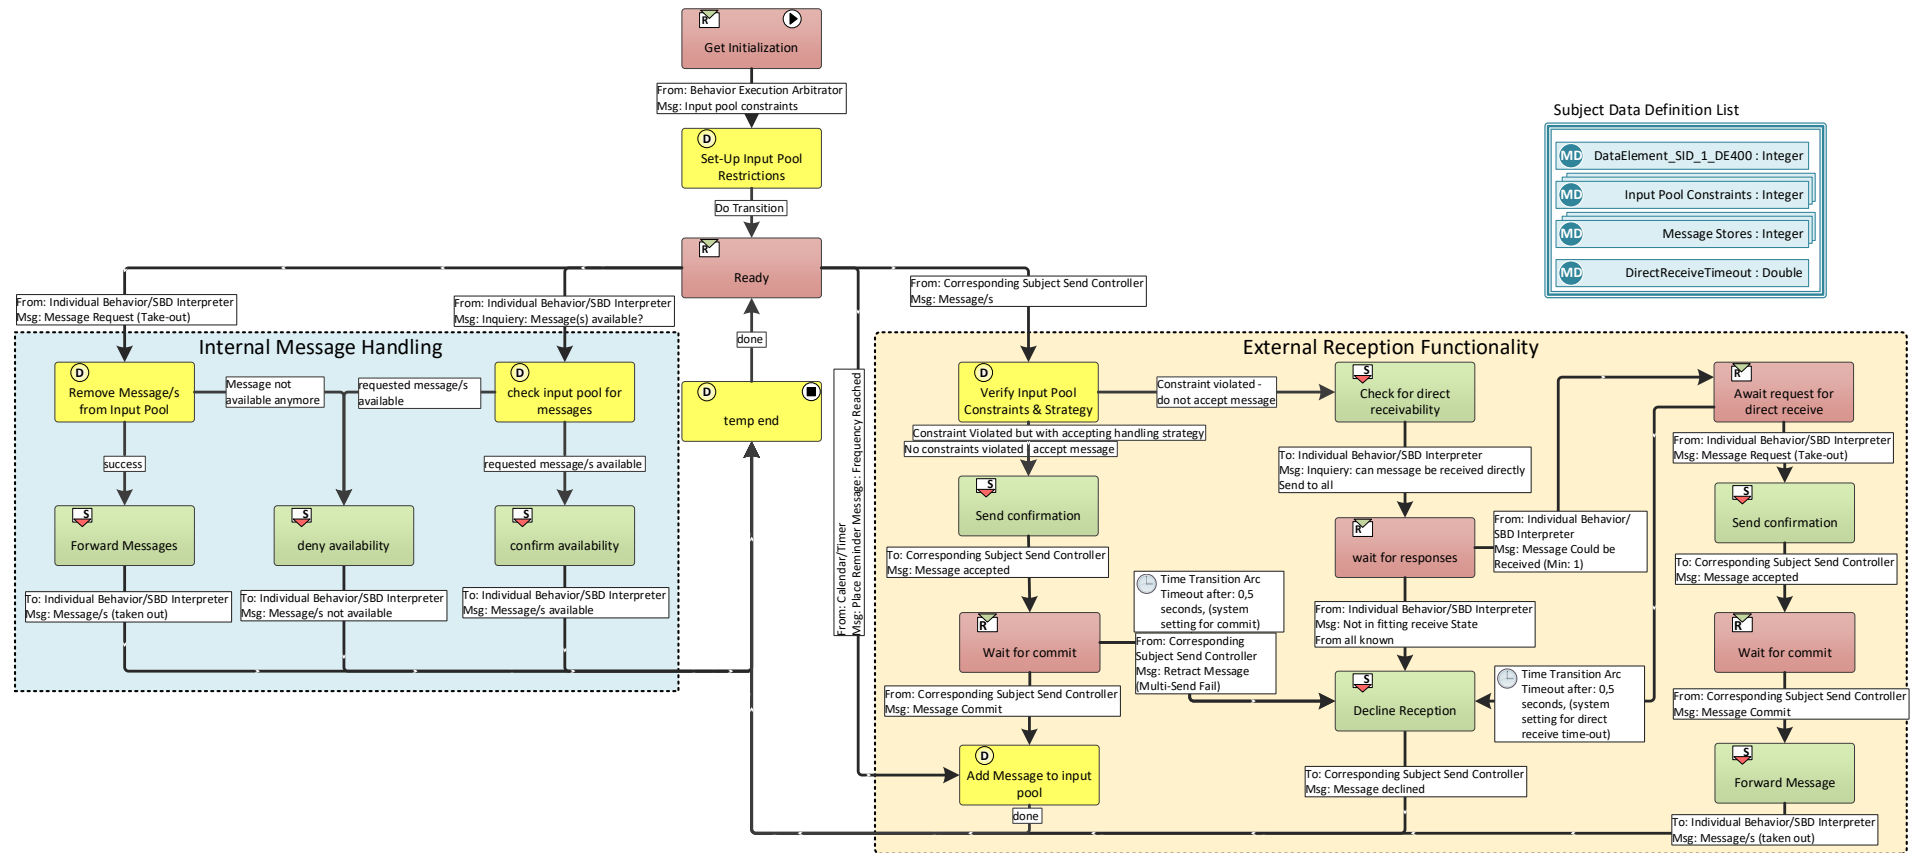 R
Get Initialization
From: Behavior Execution Arbitrator
Msg: Input pool constraints
D
Set-Up Input Pool
Restrictions
Do Transition
R
Ready
Subject Data Definition List
MD DataElement_SID_1_DE400 : Integer
MD Input Pool Constraints : Integer
MD Message Stores : Integer
MD DirectReceiveTimeout : Double
From: Individual Behavior/SBD Interpreter
Msg: Message Request (Take-out)
From: Individual Behavior/SBD Interpreter
Msg: Inquiery: Message(s) available?
From: Corresponding Subject Send Controller
Msg: Message/s
done
D
temp end
From: Calendar/Timer
Msg: Place Reminder Message: Frequency Reached
Internal Message Handling
D
Remove Message/s
from Input Pool
Message not
available anymore
requested message/s
available
D
check input pool for
messages
success
requested message/s available
S
Forward Messages
S
deny availability
S
confirm availability
To: Individual Behavior/SBD Interpreter
Msg: Message/s (taken out)
To: Individual Behavior/SBD Interpreter
Msg: Message/s not available
To: Individual Behavior/SBD Interpreter
Msg: Message/s available
External Reception Functionality
D
Verify Input Pool
Constraints & Strategy
Constraint violated -
do not accept message
S
Check for direct
receivability
R
Await request for
direct receive
Constraint Violated but with accepting handling strategy
No constraints violated accept message
To: Individual Behavior/SBD Interpreter
Msg: Inquiery: can message be received directly
Send to all
From: Individual Behavior/SBD Interpreter
Msg: Message Request (Take-out)
S
Send confirmation
R
wait for responses
From: Individual Behavior/
SBD Interpreter
Msg: Message Could be
Received (Min: 1)
S
Send confirmation
To: Corresponding Subject Send Controller
Msg: Message accepted
Time Transition Arc
Timeout after: 0,5
seconds, (system
setting for commit)
From: Corresponding
Subject Send Controller
Msg: Retract Message
(Multi-Send Fail)
From: Individual Behavior/SBD Interpreter
Msg: Not in fitting receive State
From all known
To: Corresponding Subject Send Controller
Msg: Message accepted
R
Wait for commit
S
Decline Reception
Time Transition Arc
Timeout after: 0,5
seconds, (system
setting for direct
receive time-out)
R
Wait for commit
From: Corresponding Subject Send Controller
Msg: Message Commit
From: Corresponding Subject Send Controller
Msg: Message Commit
D
Add Message to input
pool
done
To: Corresponding Subject Send Controller
Msg: Message declined
S
Forward Message
To: Individual Behavior/SBD Interpreter
Msg: Message/s (taken out)